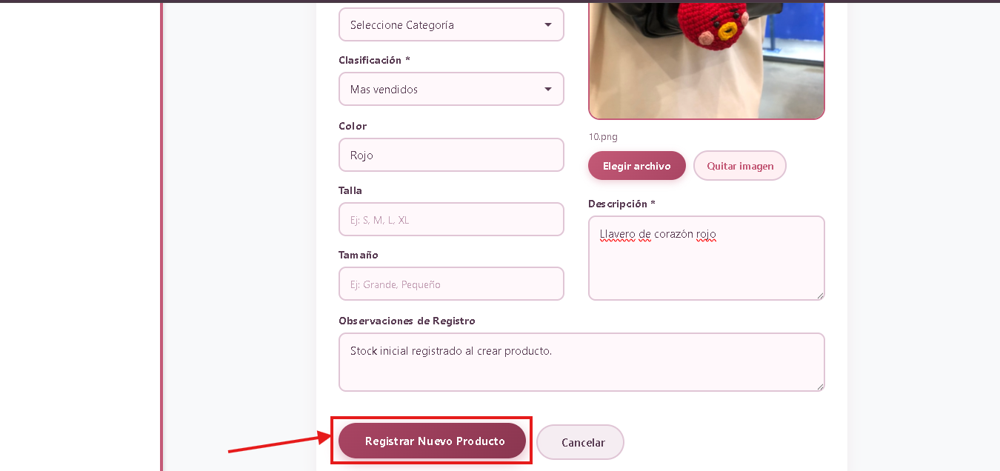 Seleccione Categoría
Clasificación *
Mas vendidos
Color
Rojo
Talla
Ej: S, M, L, XL
Tamaño
Ej: Grande, Pequeño
10.png
Elegir archivo
Quitar imagen
Descripción *
Llavero de corazón rojo
Observaciones de Registro
Stock inicial registrado al crear producto.
Registrar Nuevo Producto
Cancelar